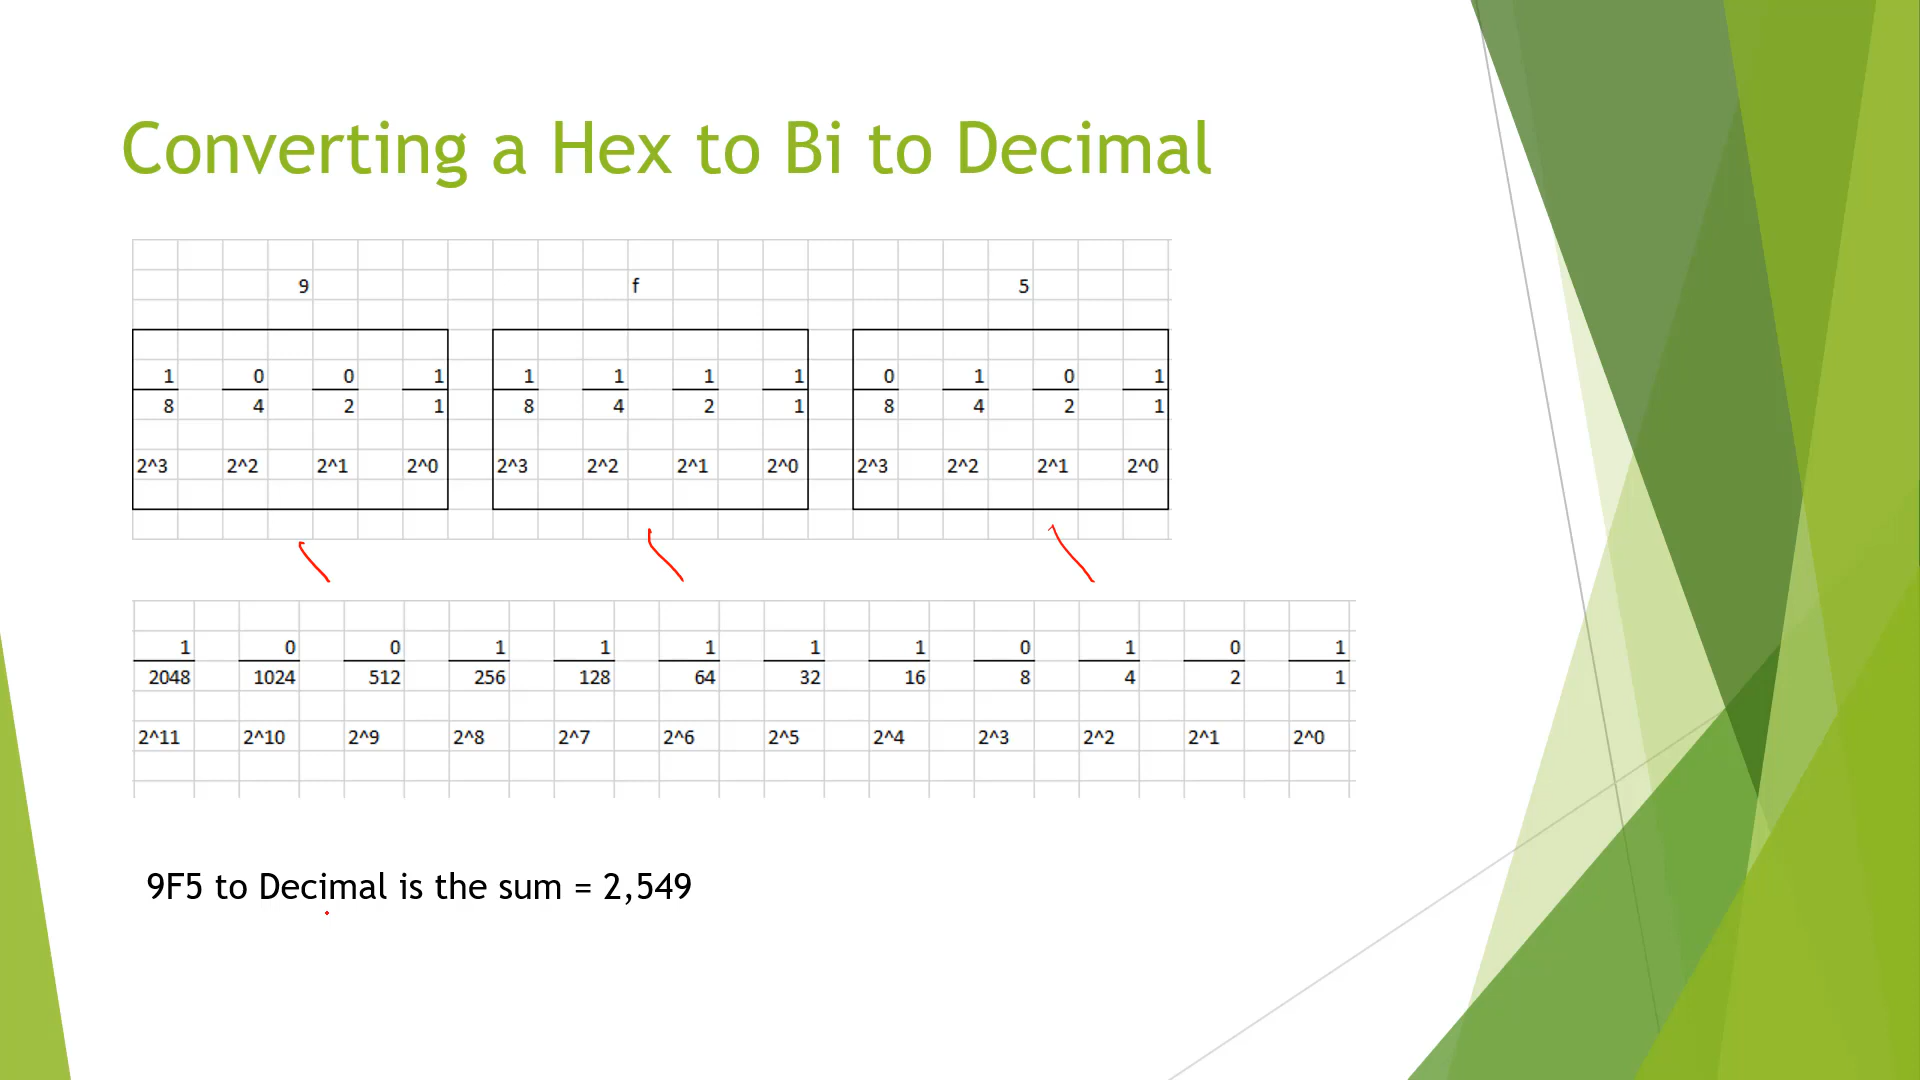 Converting a Hex to Bi to Decimal
9 f 5
1 0 0 1 1 1 1 1 0 1 0 1
8 4 2 1 8 4 2 1 8 4 2 1
2^3 2^2 2^1 2^0 2^3 2^2 2^1 2^0 2^3 2^2 2^1 2^0
1 0 0 1 1 1 1 1 0 1 0 1
2048 1024 512 256 128 64 32 16 8 4 2 1
2^11 2^10 2^9 2^8 2^7 2^6 2^5 2^4 2^3 2^2 2^1 2^0
9F5 to Decimal is the sum = 2,549